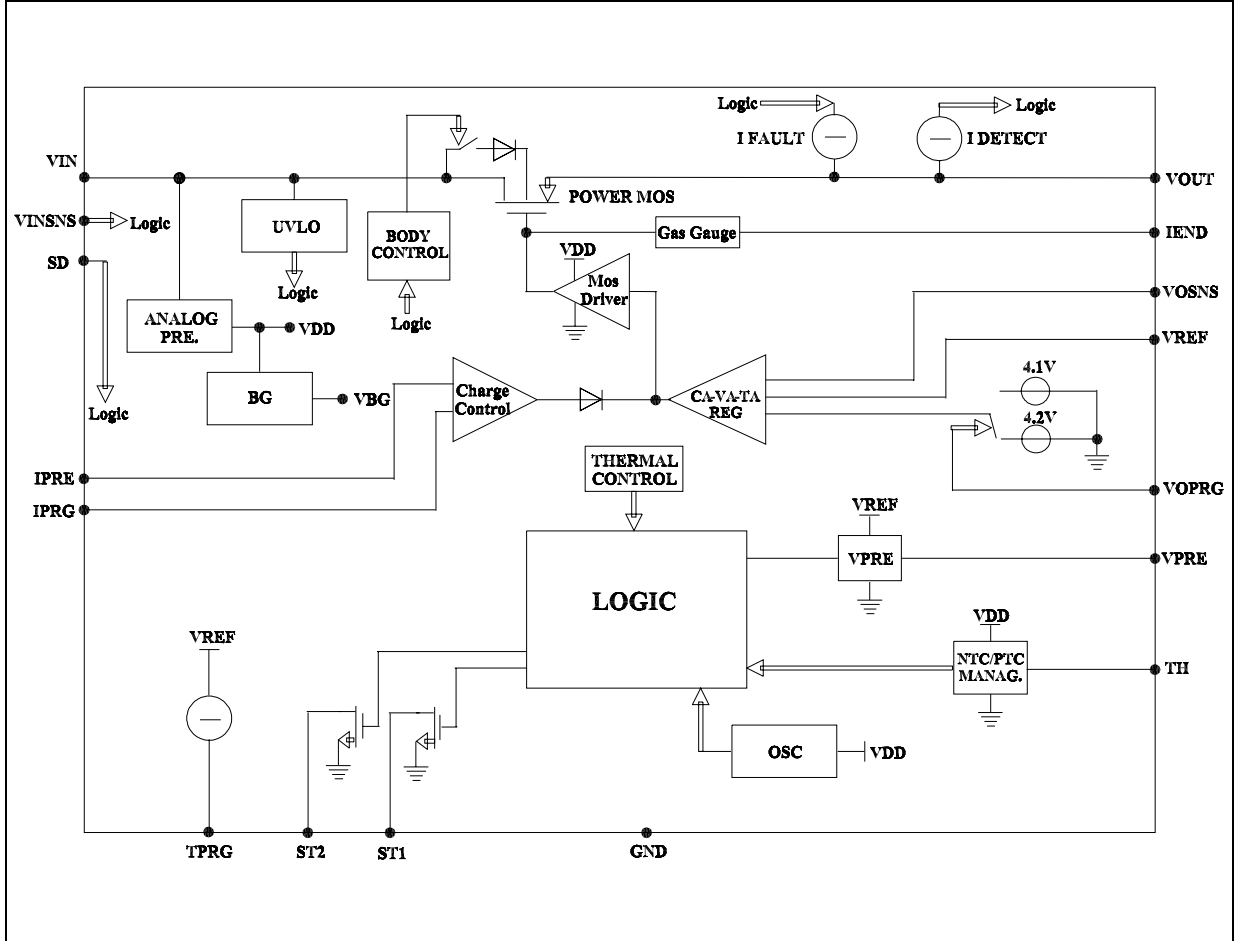 Logic
Logic
I FAULT
I DETECT
VIN
VOUT
POWER MOS
VINSNS
Logic
UVLO
BODY
CONTROL
Gas Gauge
IEND
SD
VDD
Mos
Driver
Logic
Logic
VOSNS
ANALOG
PRE.
VDD
VREF
4.1V
BG
VBG
Charge
Control
CA-VA-TA
REG
4.2V
Logic
THERMAL
CONTROL
IPRE
VOPRG
IPRG
VREF
VPRE
VPRE
LOGIC
VDD
VREF
NTC/PTC
MANAG.
TH
OSC
VDD
TPRG
ST2
ST1
GND